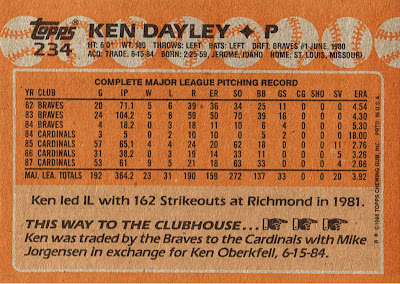 topps
234
KEN DAYLEY ✦ P
HT: 6'0" WT: 180 THROWS: LEFT BATS: LEFT DRFT: BRAVES #1-JUNE, 1980
ACQ: TRADE, 6-15-84 BORN: 2-25-59, JEROME, IDAHO HOME: ST. LOUIS, MISSOURI
COMPLETE MAJOR LEAGUE PITCHING RECORD
YR CLUB G IP W L R ER SO BB GS CG SHO SV ERA
82 BRAVES 20 71.1 5 6 39 36 34 25 11 0 0 0 4.54
83 BRAVES 24 104.2 5 8 59 50 70 39 16 0 0 0 4.30
84 BRAVES 4 18.2 0 3 18 11 10 6 4 0 0 0 5.30
84 CARDINALS 3 5 0 2 10 10 0 5 2 0 0 0 18.00
85 CARDINALS 57 65.1 4 4 24 20 62 18 0 0 0 11 2.76
86 CARDINALS 31 38.2 0 3 19 14 33 11 0 0 0 5 3.26
87 CARDINALS 53 61 9 5 21 18 63 33 0 0 0 4 2.66
MAJ. LEA. TOTALS 192 364.2 23 31 190 159 272 137 33 0 0 20 3.92
Ken led IL with 162 Strikeouts at Richmond in 1981.
THIS WAY TO THE CLUBHOUSE...
Ken was traded by the Braves to the Cardinals with Mike
Jorgensen in exchange for Ken Oberkfell, 6-15-84.
® © 1988 TOPPS CHEWING GUM, INC. PRTD. IN U.S.A.